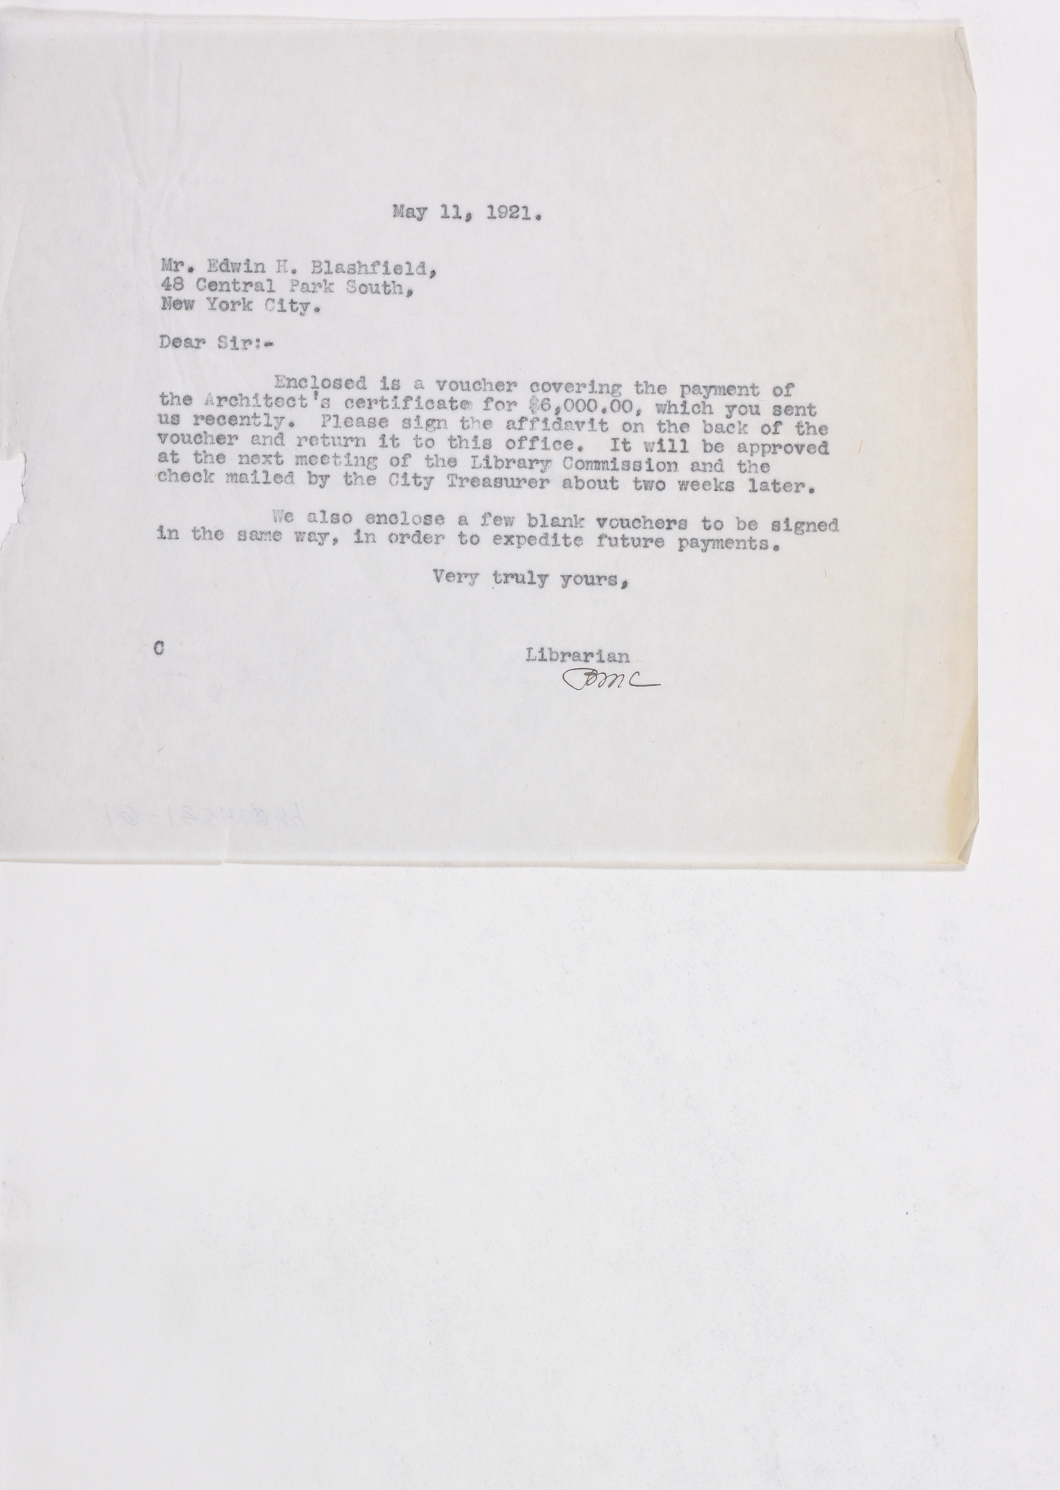 May 11, 1921.
Mr. Edwin H. Blashfield,
48 Central Park South,
New York City.
Dear Sir:-
Enclosed is a voucher covering the payment of
the Architect's certificate for $6,000.00, which you sent
us recently. Please sign the affidavit on the back of the
voucher and return it to this office. It will be approved
at the next meeting of the Library Commission and the
check mailed by the City Treasurer about two weeks later.
We also enclose a few blank vouchers to be signed
in the same way, in order to expedite future payments.
Very truly yours,
C
Librarian